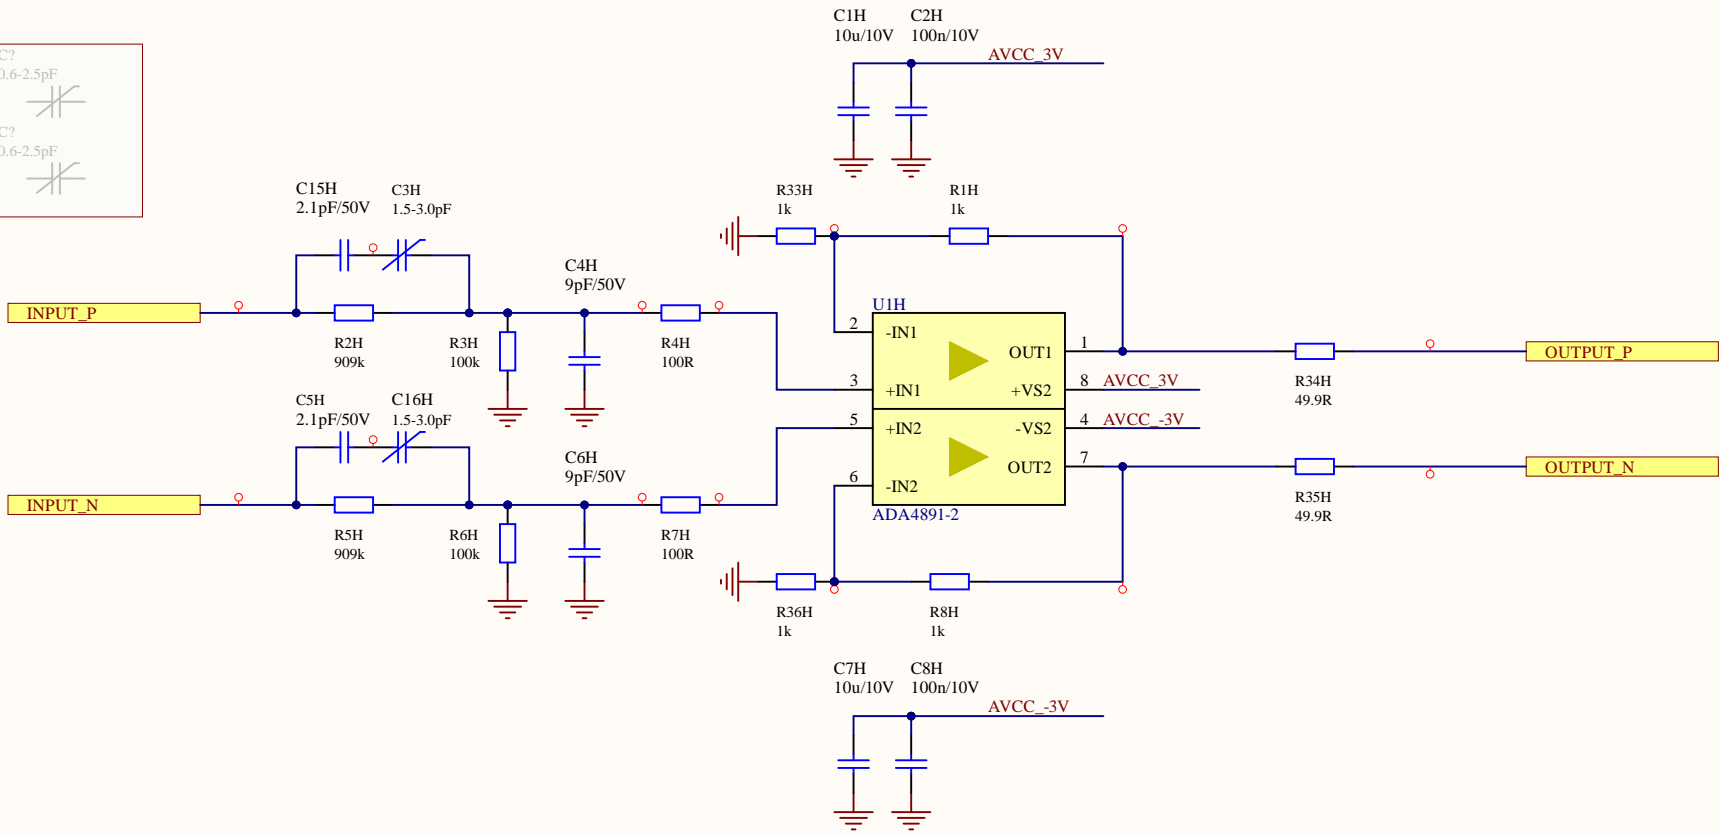 C1H
10u/10V
C2H
100n/10V
AVCC_3V
C?
0.6-2.5pF
C?
0.6-2.5pF
C15H
2.1pF/50V
C3H
1.5-3.0pF
R33H
1k
R1H
1k
C4H
9pF/50V
INPUT_P
R2H
909k
R3H
100k
R4H
100R
U1H
2
-IN1
3
+IN1
5
+IN2
6
-IN2
OUT1
1
+VS2
8
AVCC_3V
-VS2
4
AVCC_-3V
OUT2
7
ADA4891-2
R34H
49.9R
OUTPUT_P
C5H
2.1pF/50V
C16H
1.5-3.0pF
C6H
9pF/50V
INPUT_N
R5H
909k
R6H
100k
R7H
100R
R35H
49.9R
OUTPUT_N
R36H
1k
R8H
1k
C7H
10u/10V
C8H
100n/10V
AVCC_-3V